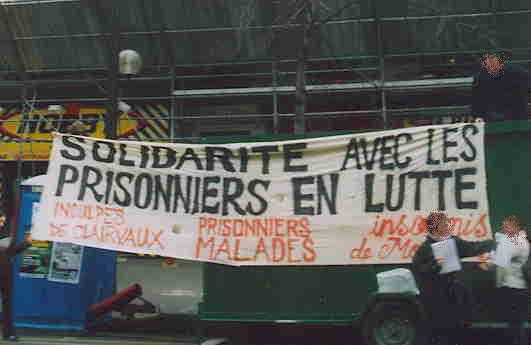 SOLIDARITE AVEC LES
PRISONNIERS EN LUTTE
INCULPES
DE CLAIRVAUX
PRISONNIERS
MALADES
insoumis
de